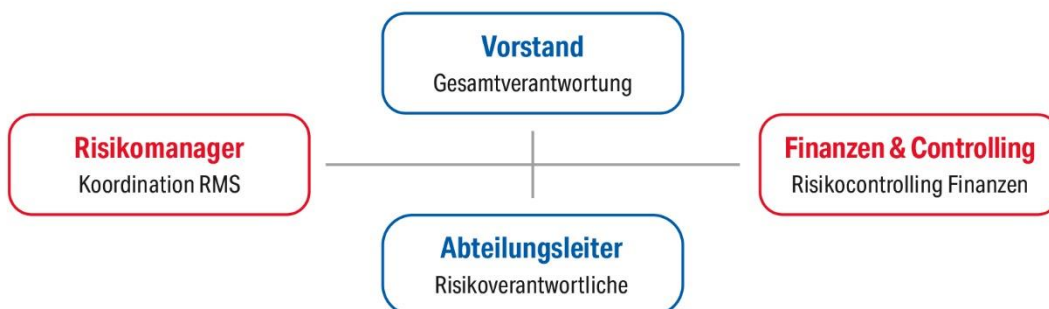 Vorstand
Gesamtverantwortung
Risikomanager
Koordination RMS
Finanzen & Controlling
Risikocontrolling Finanzen
Abteilungsleiter
Risikoverantwortliche